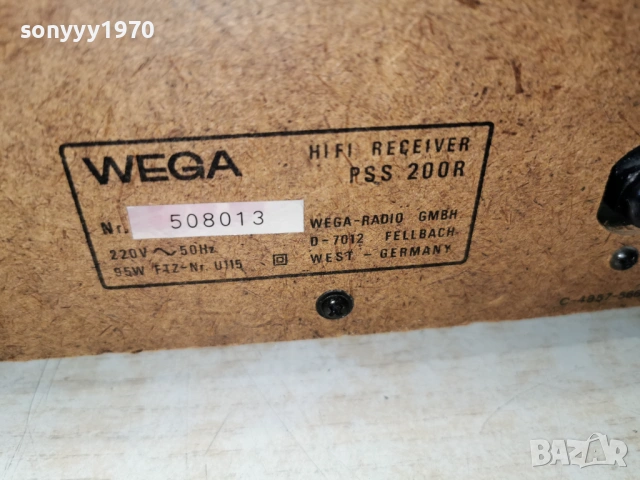 sonyyy1970
WEGA
HIFI RECEIVER
PSS 200R
Nr. 508013
WEGA-RADIO GMBH
D-7012 FELLBACH
WEST - GERMANY
220V ~ 50Hz
95W FTZ-Nr. U115
BAZAR